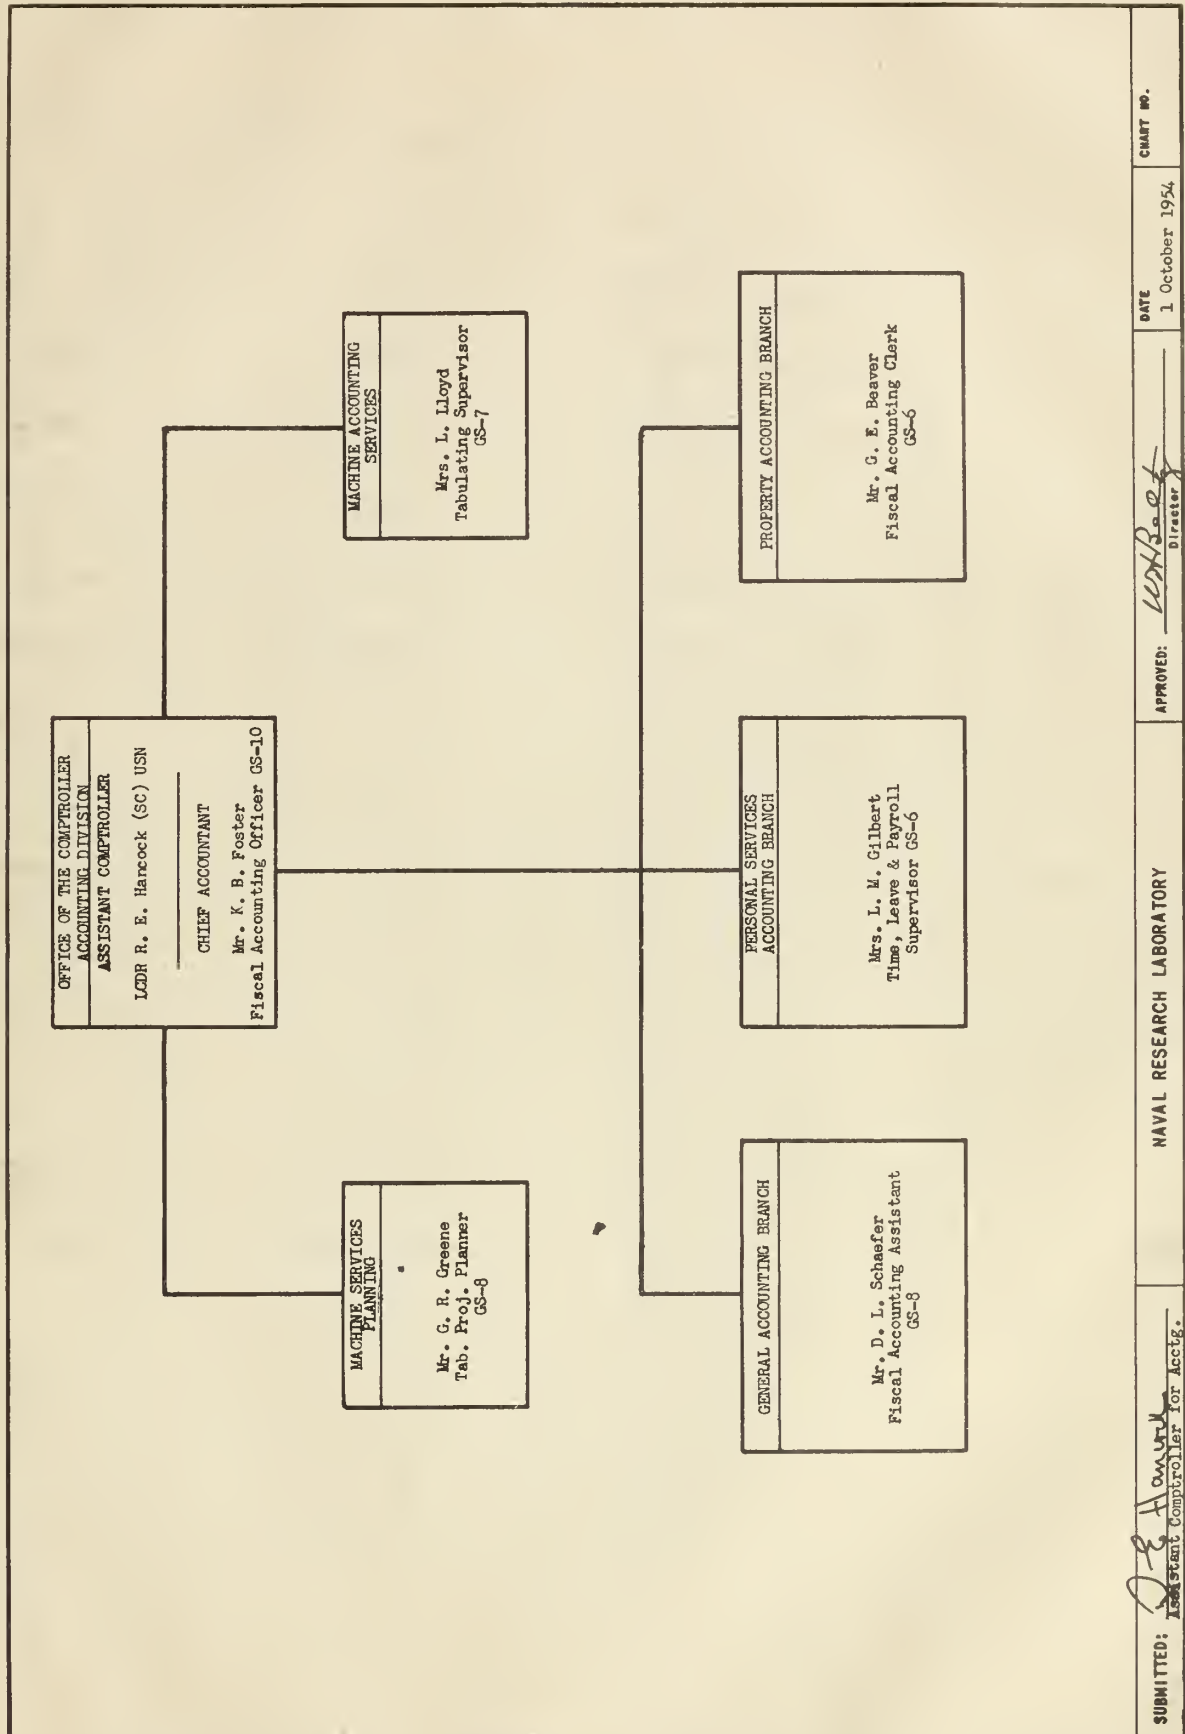 OFFICE OF THE COMPTROLLER
ACCOUNTING DIVISION
ASSISTANT COMPTROLLER
LCDR R. E. Hancock (SC) USN
CHIEF ACCOUNTANT
Mr. K. B. Foster
Fiscal Accounting Officer GS-10
MACHINE SERVICES
PLANNING
Mr. G. R. Greene
Tab. Proj. Planner
GS-8
MACHINE ACCOUNTING
SERVICES
Mrs. L. Lloyd
Tabulating Supervisor
GS-7
GENERAL ACCOUNTING BRANCH
Mr. D. L. Schaefer
Fiscal Accounting Assistant
GS-8
PERSONAL SERVICES
ACCOUNTING BRANCH
Mrs. L. M. Gilbert
Time, Leave & Payroll
Supervisor GS-6
PROPERTY ACCOUNTING BRANCH
Mr. G. E. Beaver
Fiscal Accounting Clerk
GS-6
SUBMITTED:
Assistant Comptroller for Acctg.
NAVAL RESEARCH LABORATORY
APPROVED:
Director
DATE
1 October 1954
CHART NO.